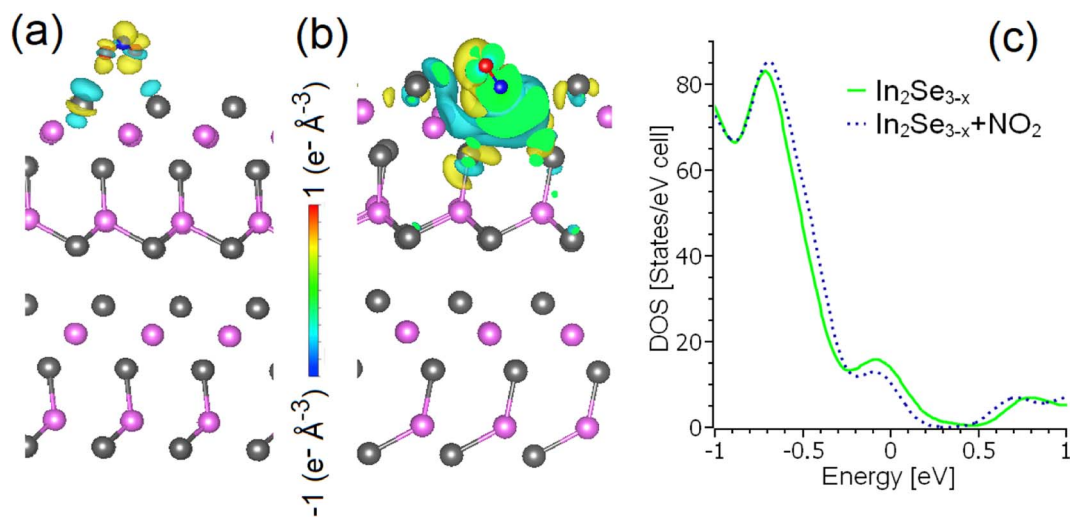 (a)
(b)
-1 (e⁻ Å⁻³)
1 (e⁻ Å⁻³)
(c)
In₂Se₃₋ₓ
In₂Se₃₋ₓ+NO₂
DOS [States/eV cell]
80
60
40
20
0
-1
-0.5
0
0.5
1
Energy [eV]